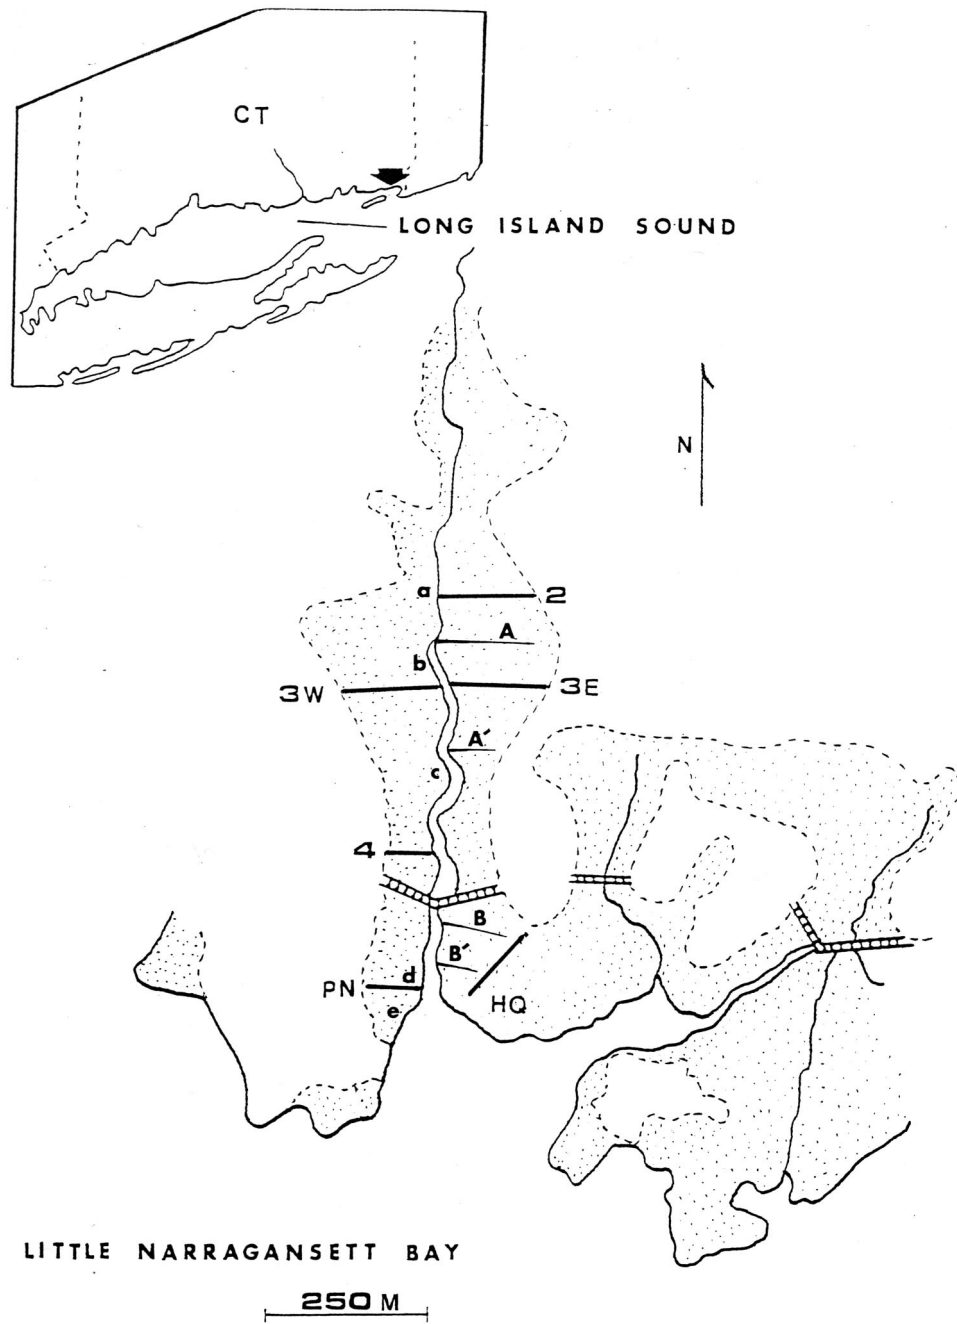 CT
LONG ISLAND SOUND
N
a
2
A
b
3W
3E
A´
c
4
B
B´
d
PN
HQ
e
LITTLE NARRAGANSETT BAY
250 M